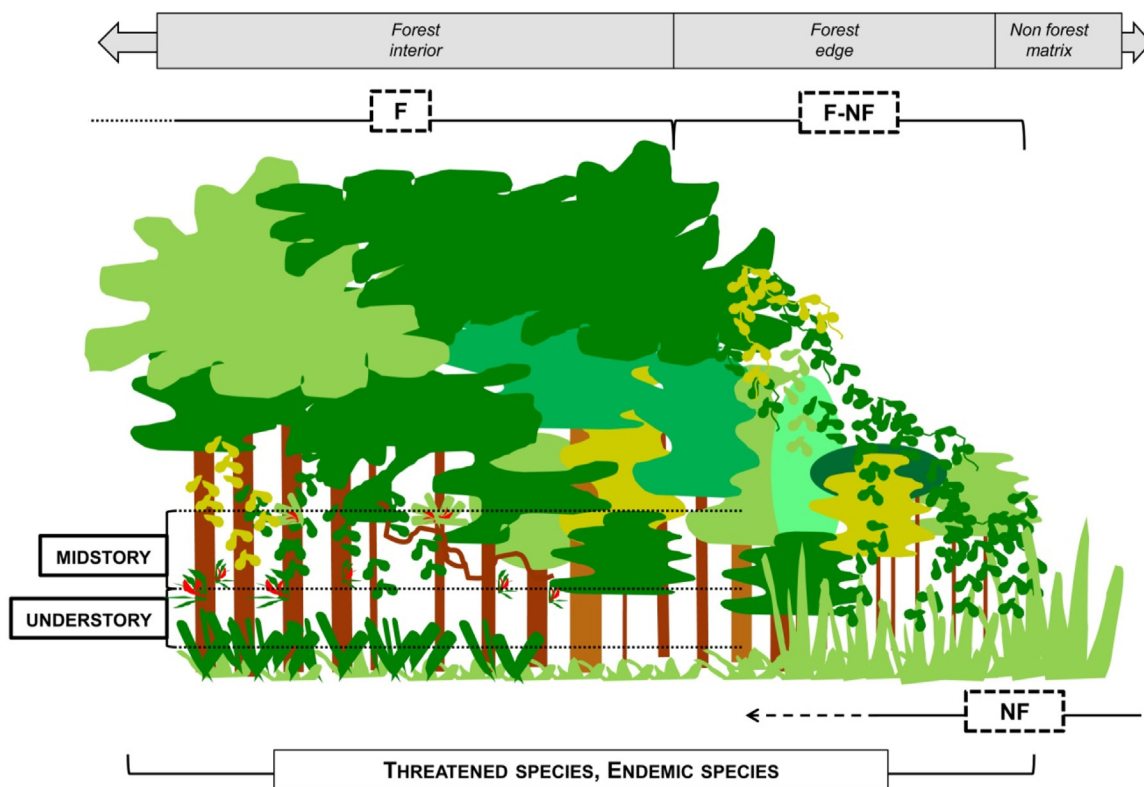 Forest
interior
Forest
edge
Non forest
matrix
F
F-NF
MIDSTORY
UNDERSTORY
NF
THREATENED SPECIES, ENDEMIC SPECIES